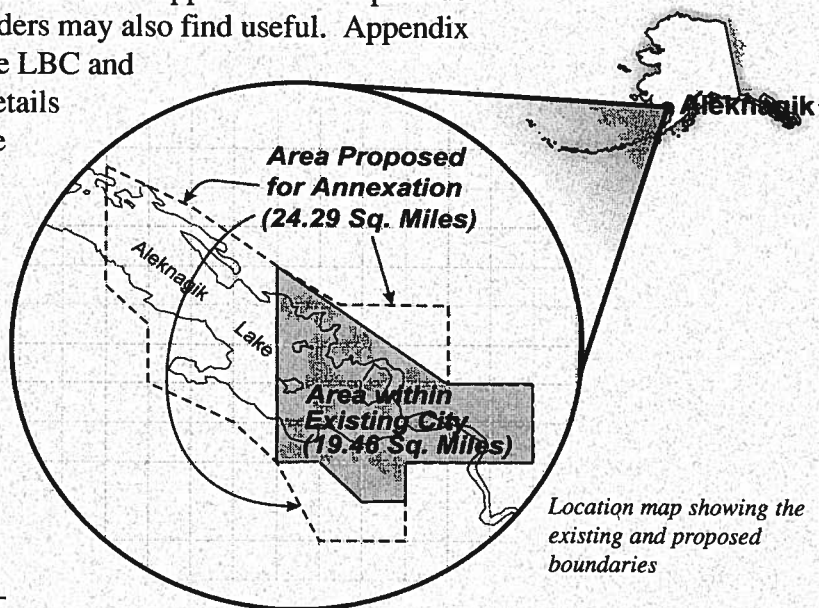 ders may also find useful.  Appendix
e LBC and
etails
e
Aleknagik
Area Proposed
for Annexation
(24.29 Sq. Miles)
Aleknagik
Lake
Area within
Existing City
(19.46 Sq. Miles)
Location map showing the
existing and proposed
boundaries